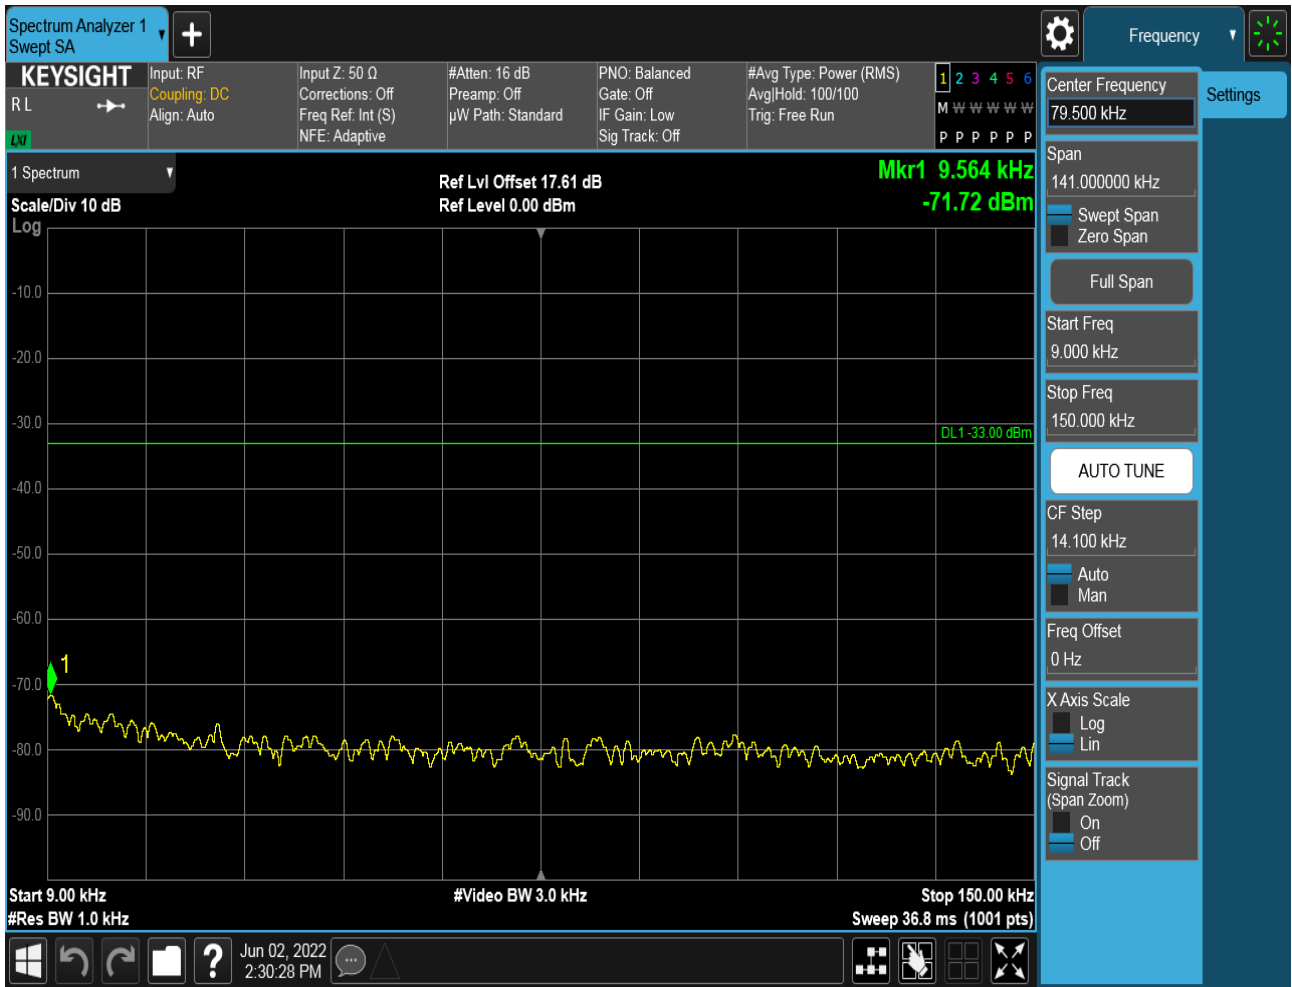 Spectrum Analyzer 1
Swept SA
Frequency
KEYSIGHT
R L
LXI
Input: RF
Coupling: DC
Align: Auto
Input Z: 50 Ω
Corrections: Off
Freq Ref: Int (S)
NFE: Adaptive
#Atten: 16 dB
Preamp: Off
µW Path: Standard
PNO: Balanced
Gate: Off
IF Gain: Low
Sig Track: Off
#Avg Type: Power (RMS)
Avg|Hold: 100/100
Trig: Free Run
1 2 3 4 5 6
M W W W W W
P P P P P P
1 Spectrum
Scale/Div 10 dB
Log
Ref Lvl Offset 17.61 dB
Ref Level 0.00 dBm
Mkr1 9.564 kHz
-71.72 dBm
-10.0
-20.0
-30.0
DL1 -33.00 dBm
-40.0
-50.0
-60.0
1
-70.0
-80.0
-90.0
Start 9.00 kHz
#Res BW 1.0 kHz
#Video BW 3.0 kHz
Stop 150.00 kHz
Sweep 36.8 ms (1001 pts)
?
Jun 02, 2022
2:30:28 PM
Center Frequency
79.500 kHz
Settings
Span
141.000000 kHz
Swept Span
Zero Span
Full Span
Start Freq
9.000 kHz
Stop Freq
150.000 kHz
AUTO TUNE
CF Step
14.100 kHz
Auto
Man
Freq Offset
0 Hz
X Axis Scale
Log
Lin
Signal Track
(Span Zoom)
On
Off